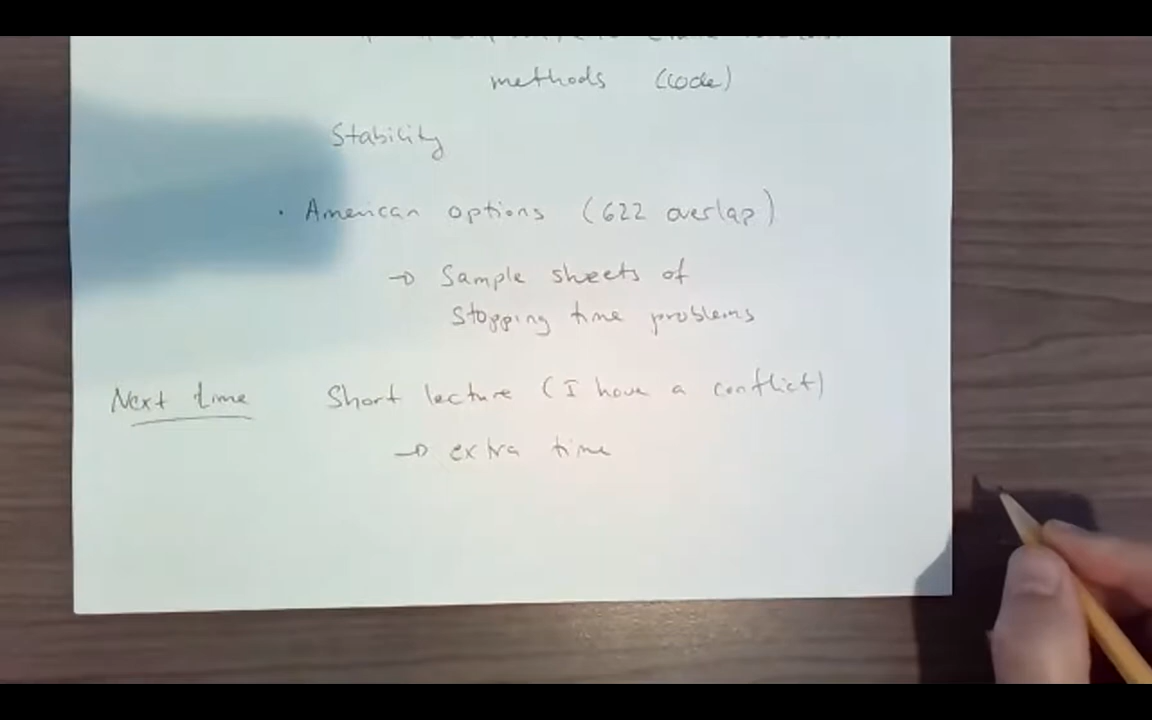 methods (code)
Stability
· American options (622 overlap)
→ Sample sheets of
stopping time problems
Next time Short lecture (I have a conflict)
→ extra time